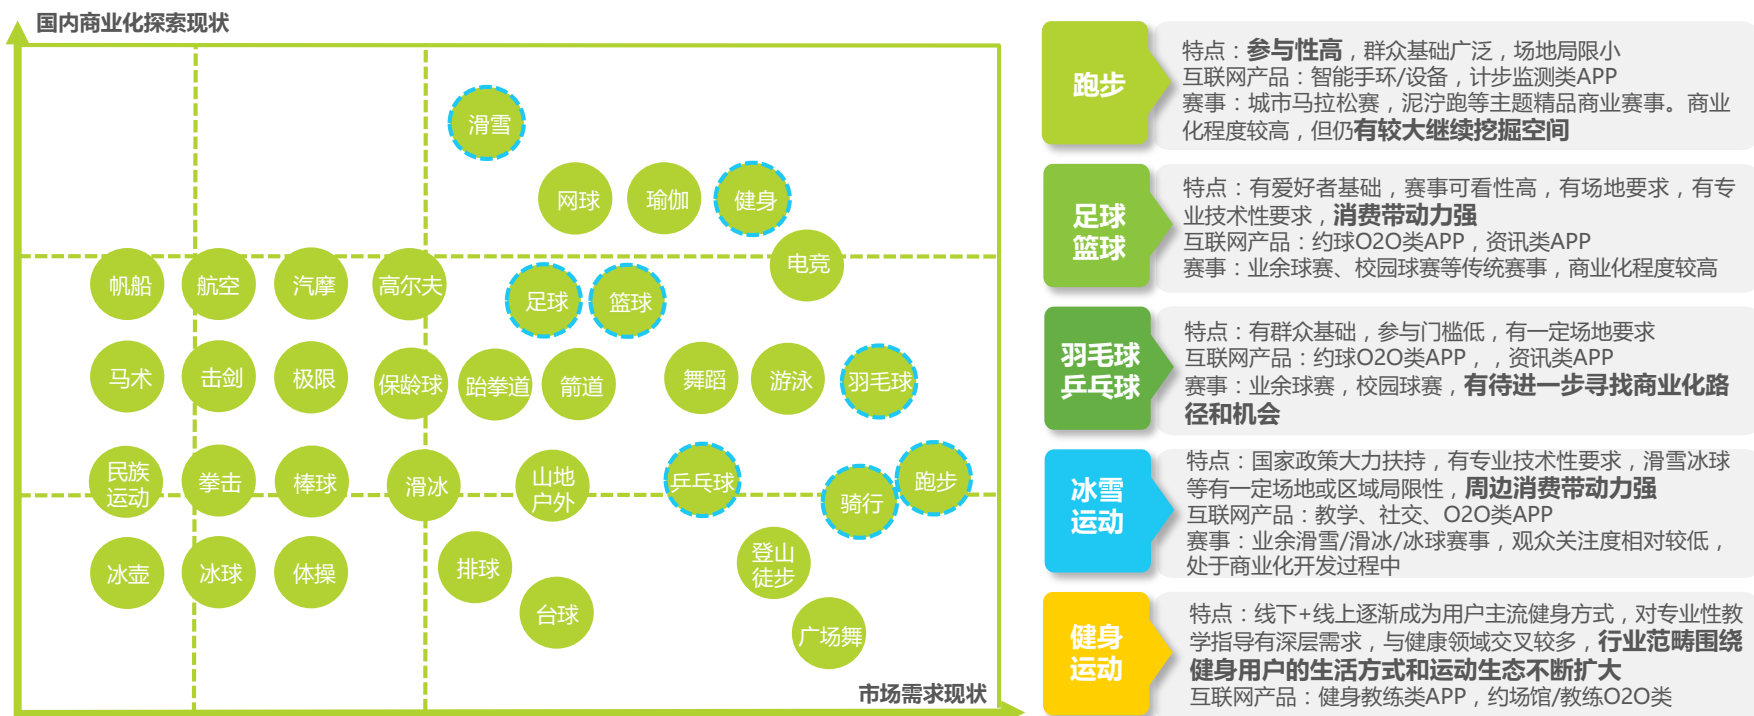 国内商业化探索现状
滑雪
网球
瑜伽
健身
电竞
帆船
航空
汽摩
高尔夫
足球
篮球
马术
击剑
极限
保龄球
跆拳道
箭道
舞蹈
游泳
羽毛球
民族
运动
拳击
棒球
滑冰
山地
户外
乒乓球
骑行
跑步
冰壶
冰球
体操
排球
台球
登山
徒步
广场舞
市场需求现状
跑步
特点：参与性高，群众基础广泛，场地局限小
互联网产品：智能手环/设备，计步监测类APP
赛事：城市马拉松赛，泥泞跑等主题精品商业赛事。商业
化程度较高，但仍有较大继续挖掘空间
足球
篮球
特点：有爱好者基础，赛事可看性高，有场地要求，有专
业技术性要求，消费带动力强
互联网产品：约球O2O类APP，资讯类APP
赛事：业余球赛、校园球赛等传统赛事，商业化程度较高
羽毛球
乒乓球
特点：有群众基础，参与门槛低，有一定场地要求
互联网产品：约球O2O类APP，，资讯类APP
赛事：业余球赛，校园球赛，有待进一步寻找商业化路
径和机会
冰雪
运动
特点：国家政策大力扶持，有专业技术性要求，滑雪冰球
等有一定场地或区域局限性，周边消费带动力强
互联网产品：教学、社交、O2O类APP
赛事：业余滑雪/滑冰/冰球赛事，观众关注度相对较低，
处于商业化开发过程中
健身
运动
特点：线下+线上逐渐成为用户主流健身方式，对专业性教
学指导有深层需求，与健康领域交叉较多，行业范畴围绕
健身用户的生活方式和运动生态不断扩大
互联网产品：健身教练类APP，约场馆/教练O2O类